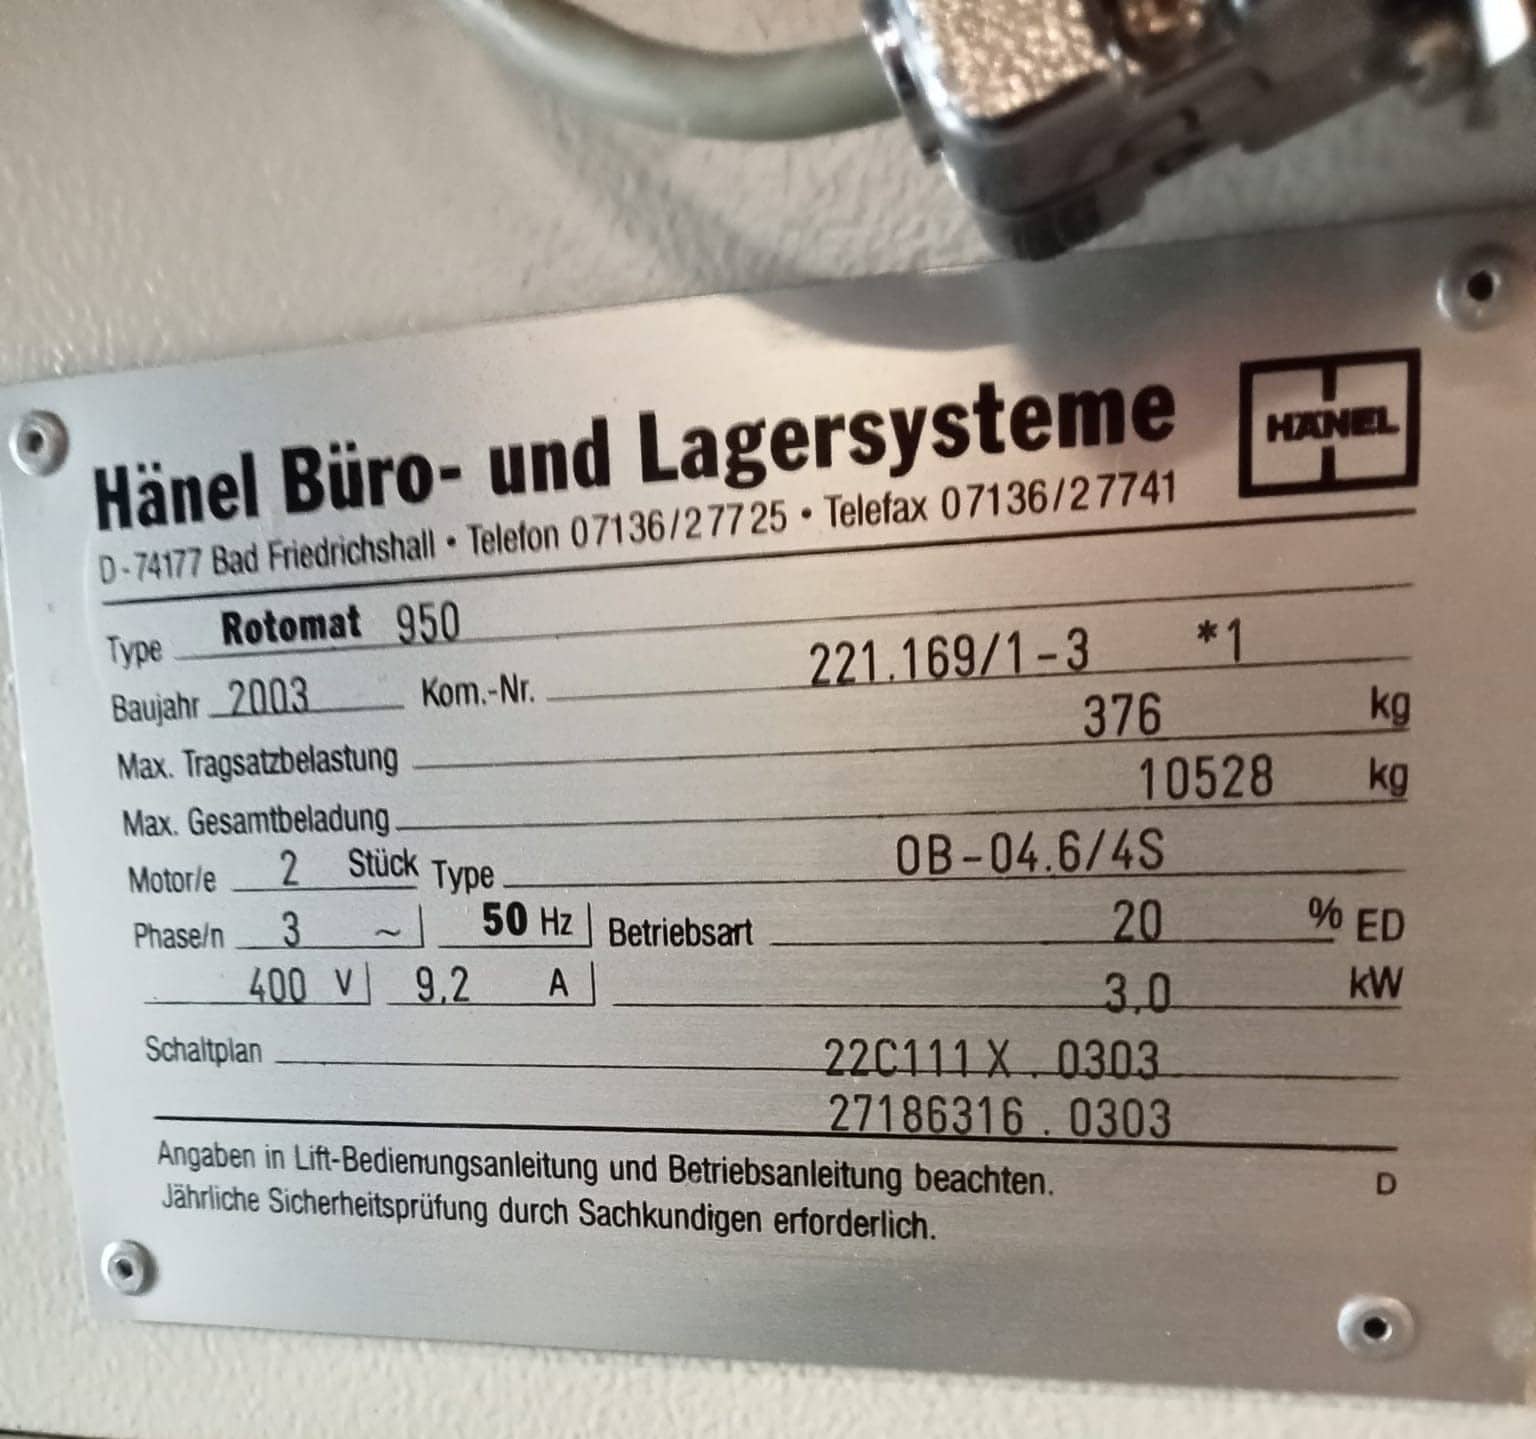 Hänel Büro- und Lagersysteme
HÄNEL
D-74177 Bad Friedrichshall • Telefon 07136/27725 • Telefax 07136/27741
Type Rotomat 950
Baujahr 2003 Kom.-Nr. 221.169/1-3 *1
Max. Tragsatzbelastung 376 kg
Max. Gesamtbeladung 10528 kg
Motor/e 2 Stück Type OB-04.6/4S
Phase/n 3 ~ 50 Hz Betriebsart 20 % ED
400 V 9,2 A 3,0 kW
Schaltplan 22C111X.0303
27186316.0303
Angaben in Lift-Bedienungsanleitung und Betriebsanleitung beachten. D
Jährliche Sicherheitsprüfung durch Sachkundigen erforderlich.